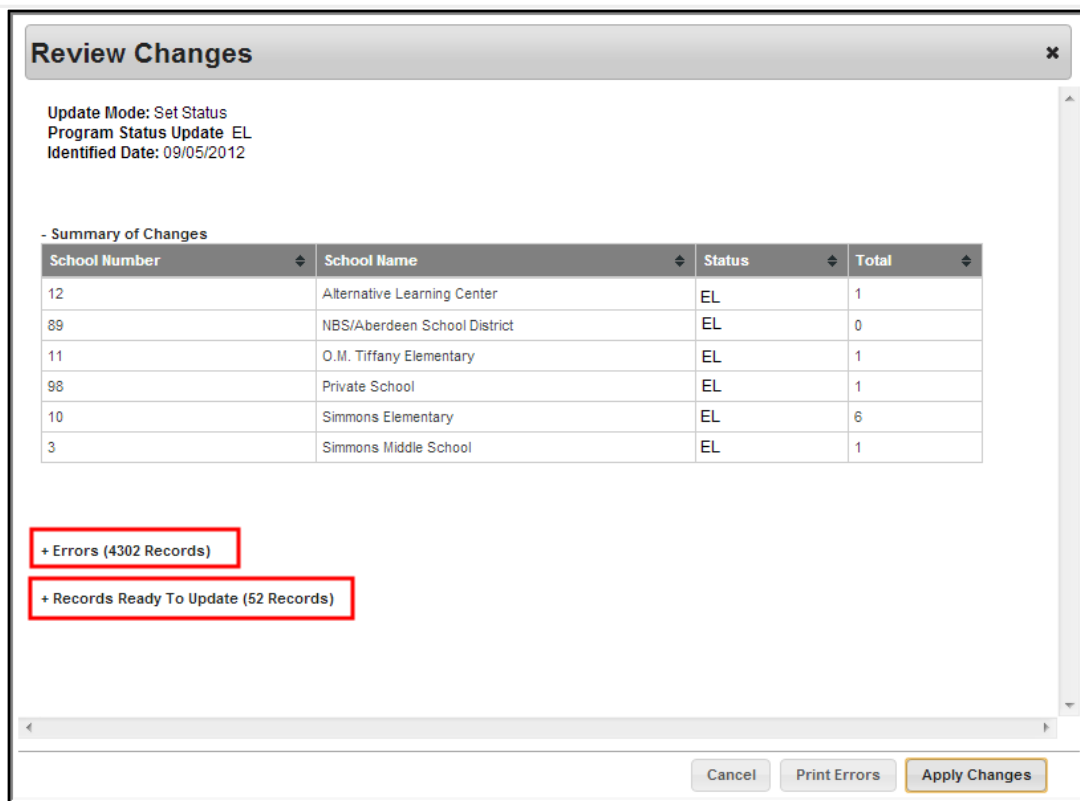 Review Changes
Update Mode: Set Status
Program Status Update EL
Identified Date: 09/05/2012
- Summary of Changes
School Number School Name Status Total
12 Alternative Learning Center EL 1
89 NBS/Aberdeen School District EL 0
11 O.M. Tiffany Elementary EL 1
98 Private School EL 1
10 Simmons Elementary EL 6
3 Simmons Middle School EL 1
+ Errors (4302 Records)
+ Records Ready To Update (52 Records)
Cancel Print Errors Apply Changes